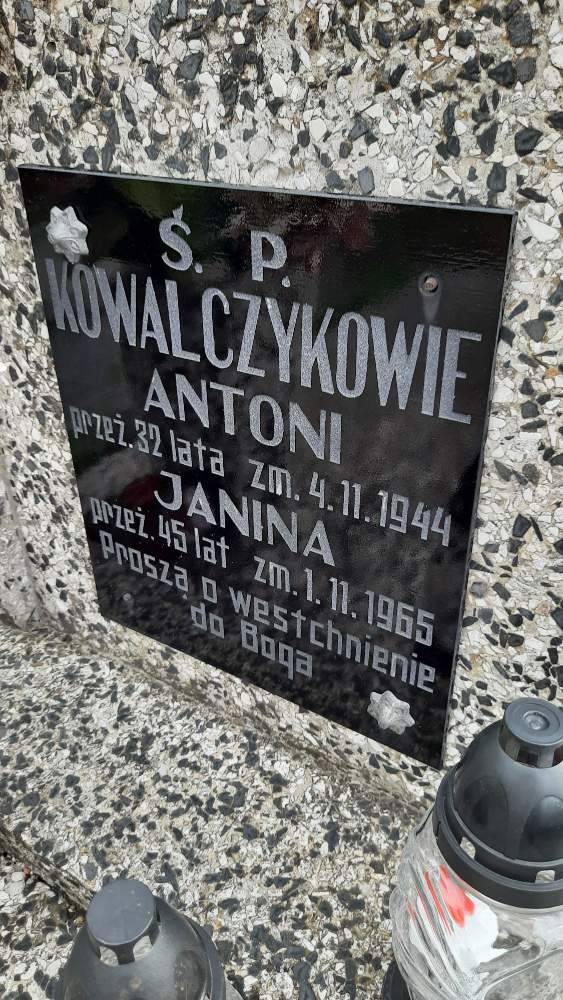 Ś. P.
KOWALCZYKOWIE
ANTONI
przeż. 32 lata zm. 4.11.1944
JANINA
przeż. 45 lat zm. 1.11.1965
Proszą o westchnienie
do Boga